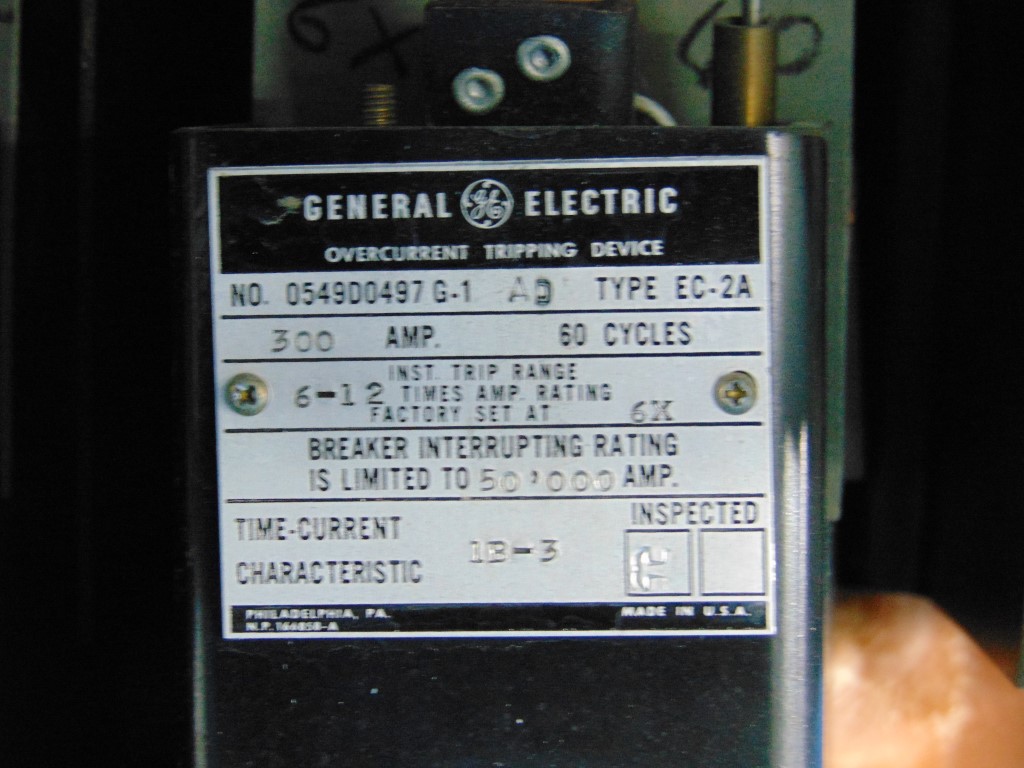 6X
GENERAL GE ELECTRIC
OVERCURRENT TRIPPING DEVICE
NO. 0549D0497 G-1 AD TYPE EC-2A
300 AMP. 60 CYCLES
INST. TRIP RANGE
6-12 TIMES AMP. RATING
FACTORY SET AT 6X
BREAKER INTERRUPTING RATING
IS LIMITED TO 50,000 AMP.
TIME-CURRENT
CHARACTERISTIC
1B-3
INSPECTED
PHILADELPHIA, PA.
MADE IN U.S.A.